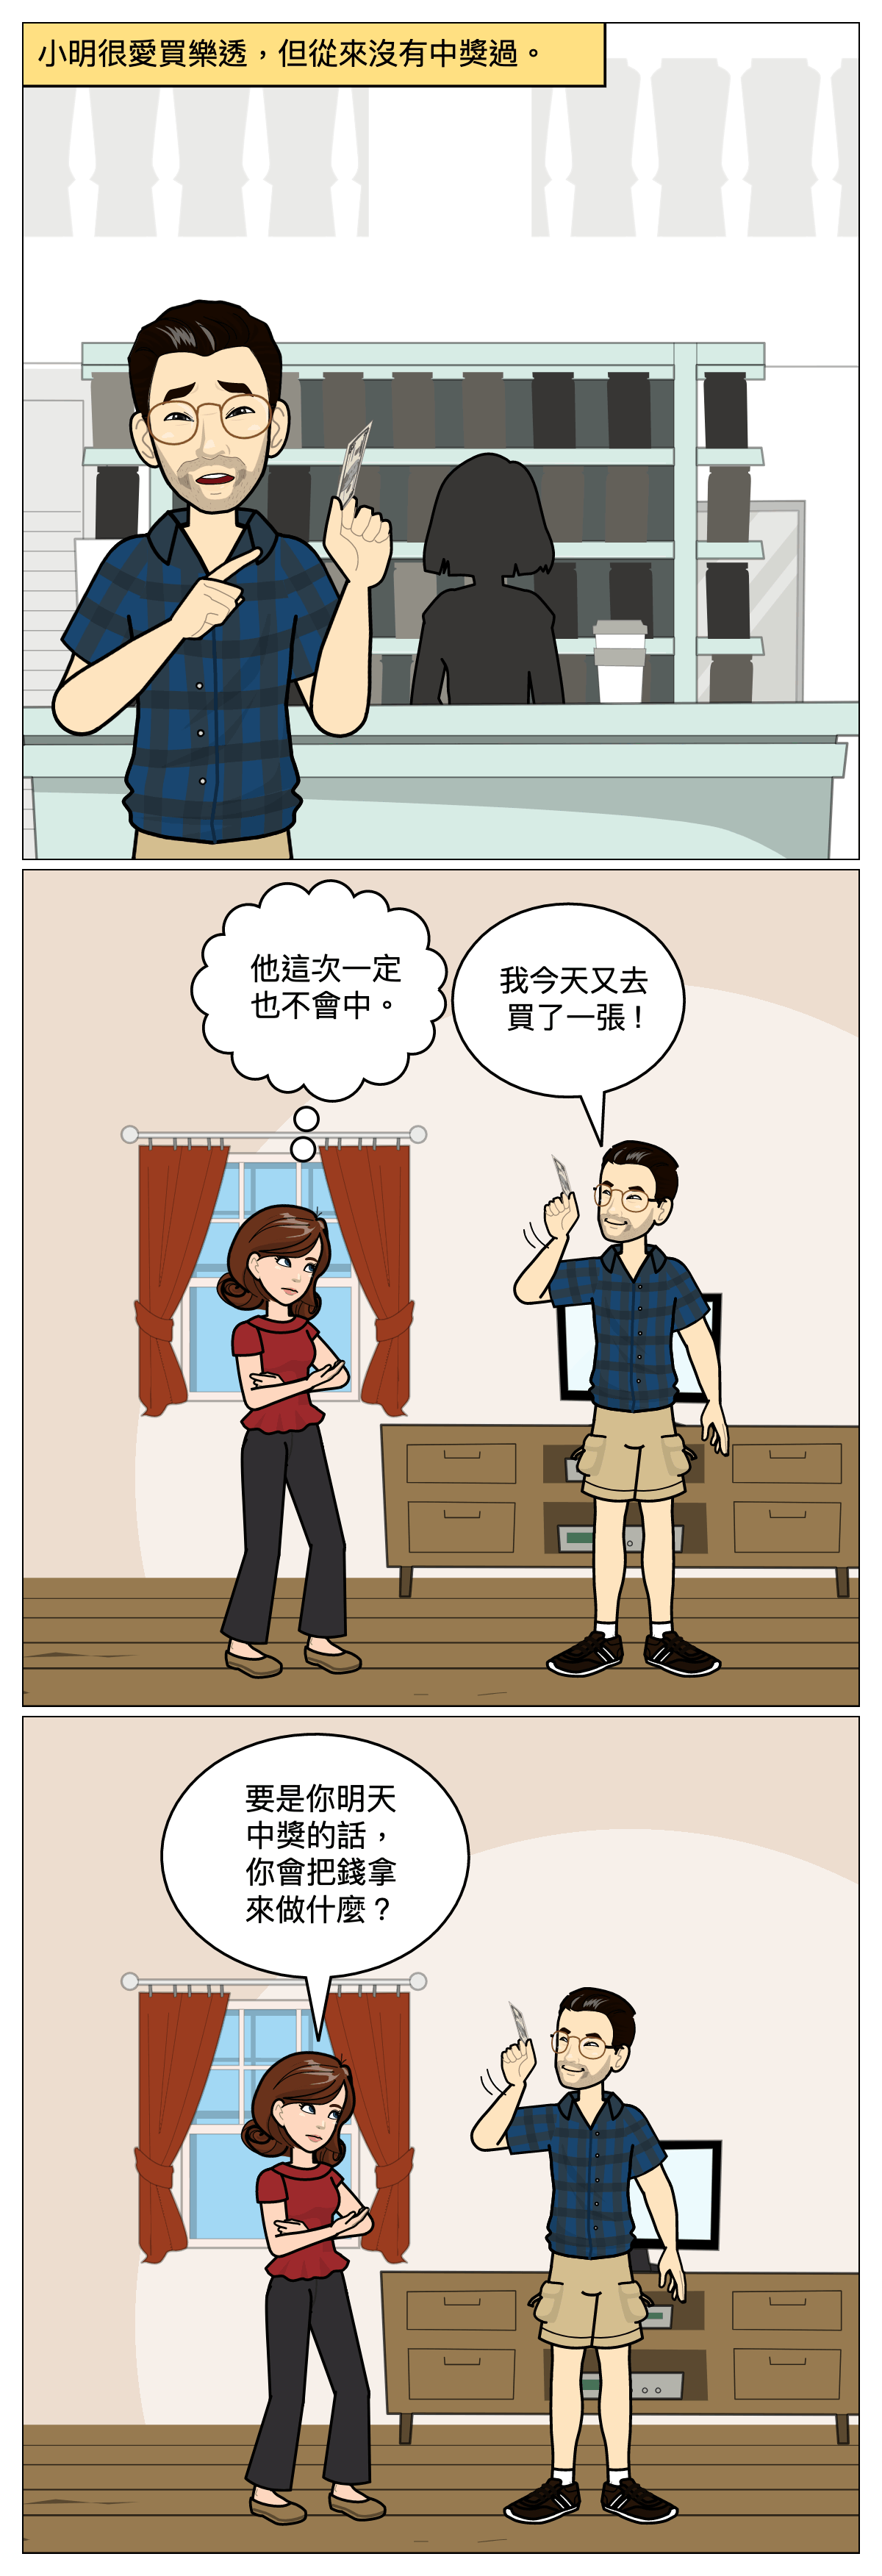 小明很愛買樂透，但從來沒有中獎過。
他這次一定
也不會中。
我今天又去
買了一張！
要是你明天
中獎的話，
你會把錢拿
來做什麼？